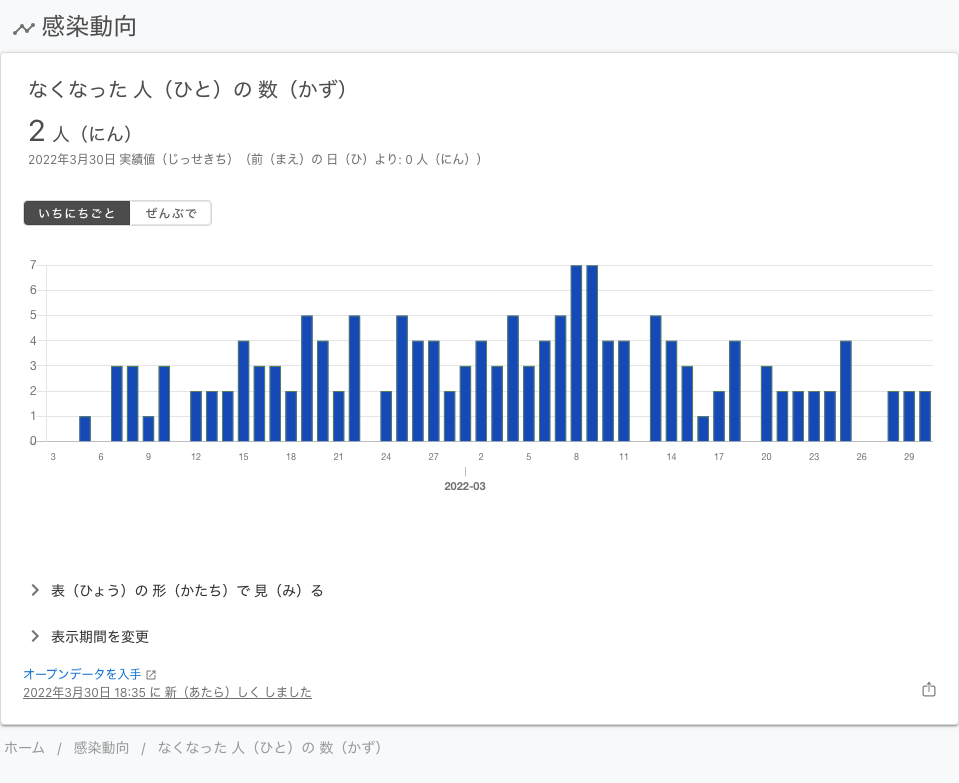 感染動向
なくなった 人（ひと）の 数（かず）
2 人（にん）
2022年3月30日 実績値（じっせきち）（前（まえ）の 日（ひ）より: 0 人（にん））
いちにちごと ぜんぶで
7
6
5
4
3
2
1
0
3 6 9 12 15 18 21 24 27 2 5 8 11 14 17 20 23 26 29
2022-03
表（ひょう）の 形（かたち）で 見（み）る
表示期間を変更
オープンデータを入手
2022年3月30日 18:35 に 新（あたら）しく しました
ホーム / 感染動向 / なくなった 人（ひと）の 数（かず）